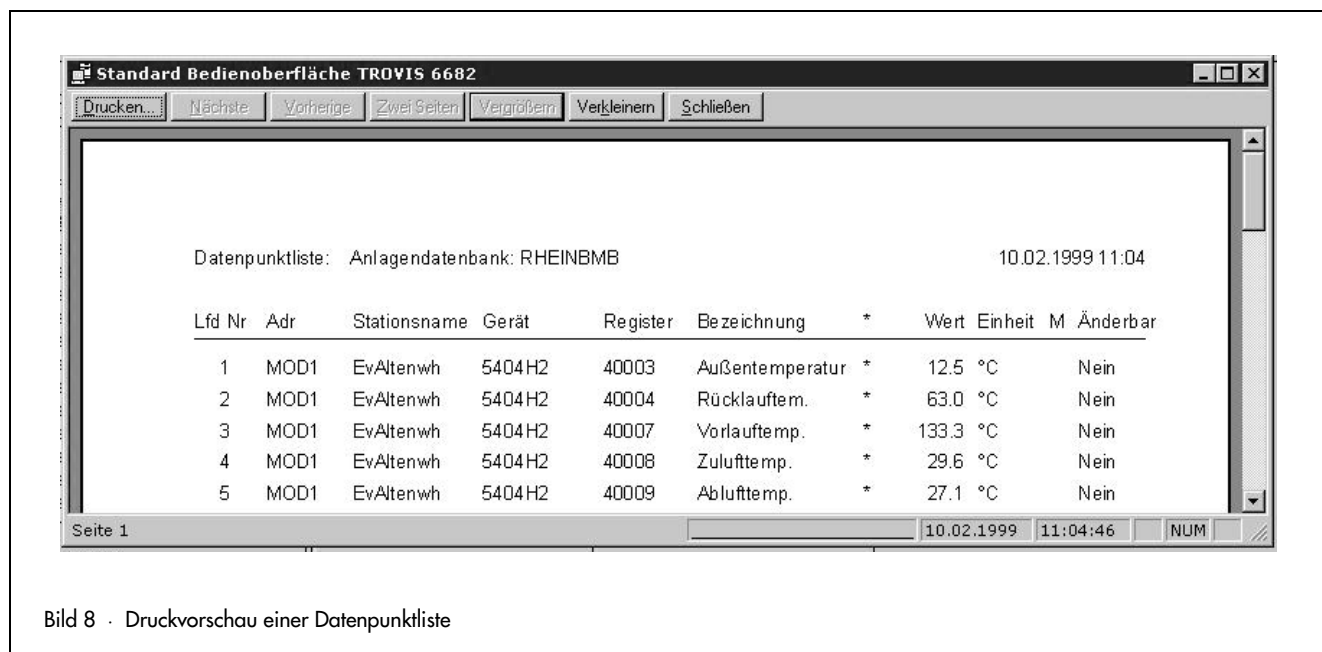 Standard Bedienoberfläche TROVIS 6682
Drucken... Nächste Vorherige Zwei Seiten Vergrößern Verkleinern Schließen
Datenpunktliste: Anlagendatenbank: RHEINBMB 10.02.1999 11:04
Lfd Nr Adr Stationsname Gerät Register Bezeichnung * Wert Einheit M Änderbar
1 MOD1 EvAltenwh 5404H2 40003 Außentemperatur * 12.5 °C Nein
2 MOD1 EvAltenwh 5404H2 40004 Rücklauftem. * 63.0 °C Nein
3 MOD1 EvAltenwh 5404H2 40007 Vorlauftemp. * 133.3 °C Nein
4 MOD1 EvAltenwh 5404H2 40008 Zulufttemp. * 29.6 °C Nein
5 MOD1 EvAltenwh 5404H2 40009 Ablufttemp. * 27.1 °C Nein
Seite 1 10.02.1999 11:04:46 NUM
Bild 8 · Druckvorschau einer Datenpunktliste